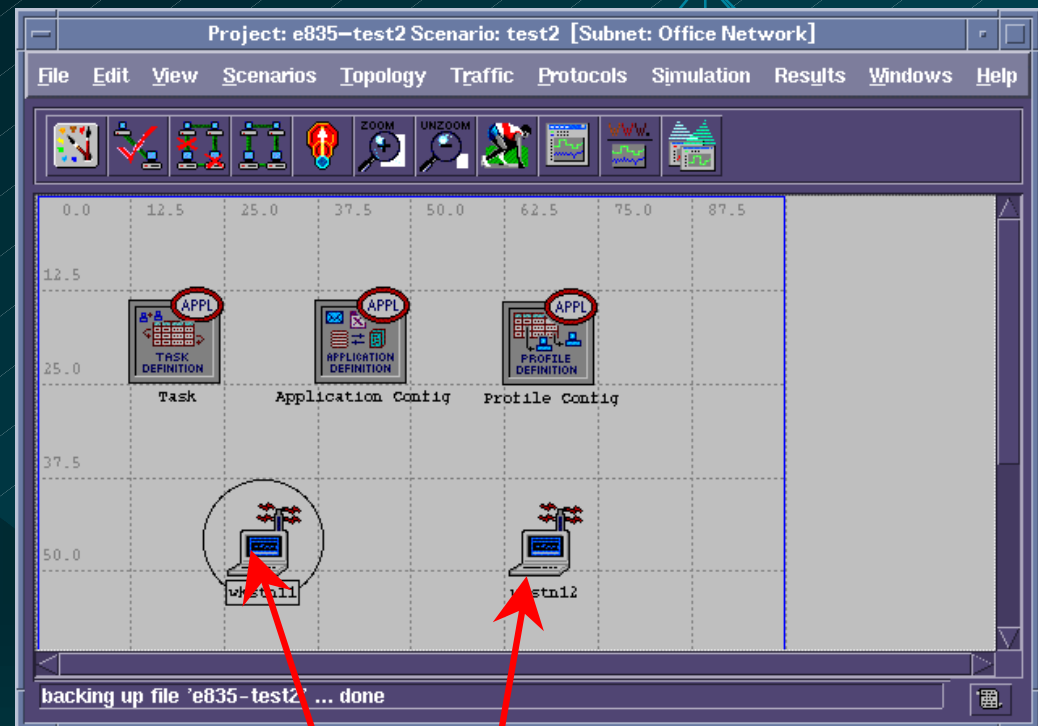 Project: e835-test2 Scenario: test2 [Subnet: Office Network]
File Edit View Scenarios Topology Traffic Protocols Simulation Results Windows Help
ZOOM UNZOOM
0.0 12.5 25.0 37.5 50.0 62.5 75.0 87.5
12.5
APPL APPL APPL
TASK DEFINITION
APPLICATION DEFINITION
PROFILE DEFINITION
25.0
Task Application Config Profile Config
37.5
50.0
wkstn11 wkstn12
backing up file 'e835-test2' ... done